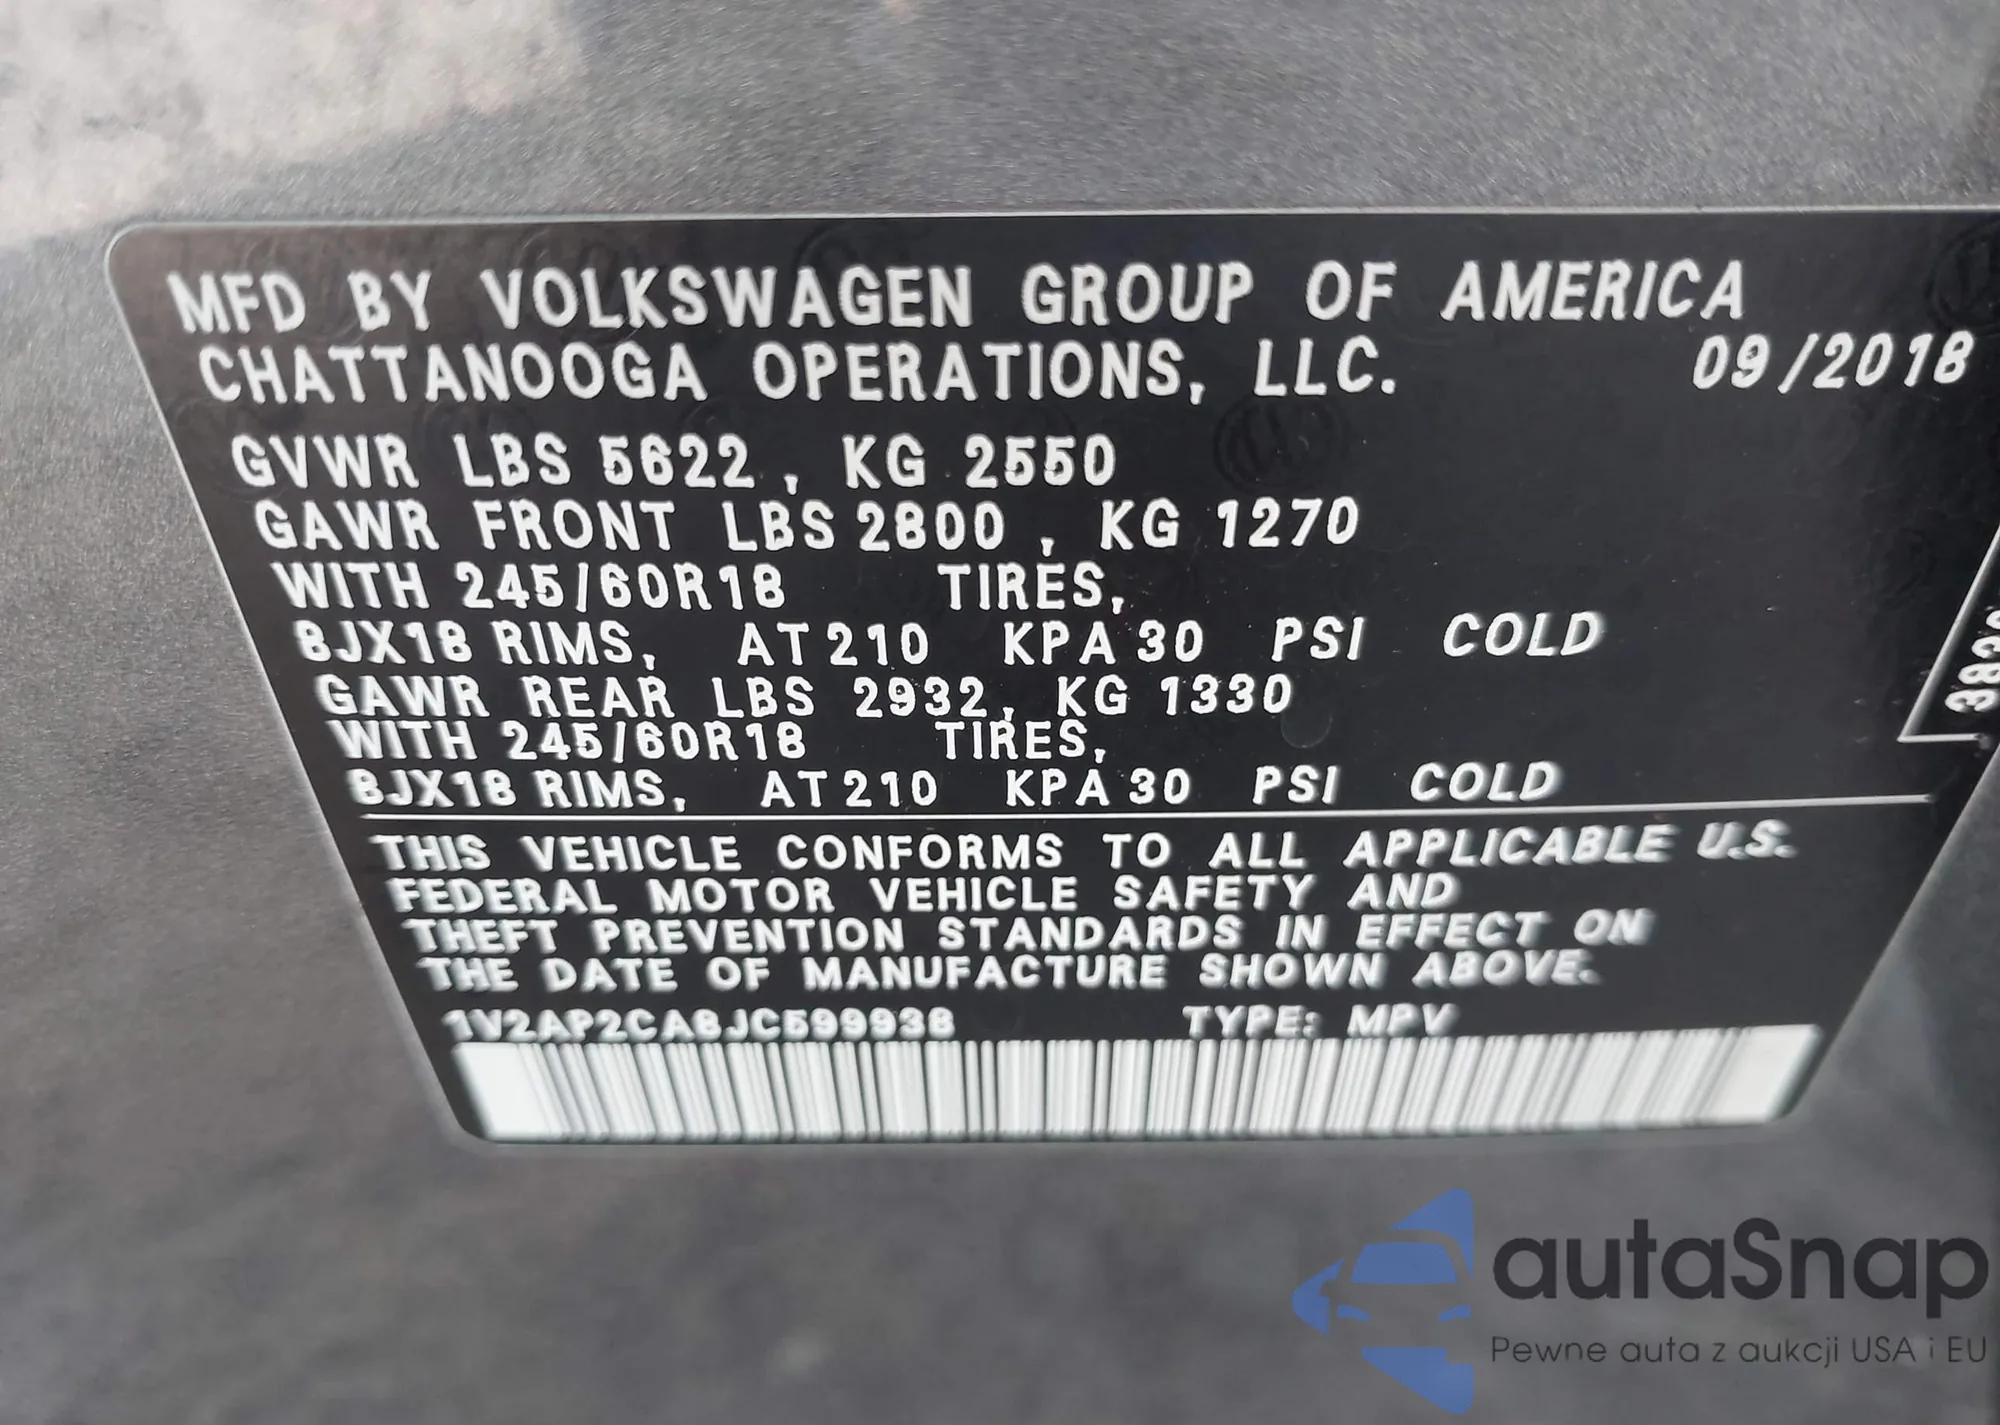 MFD BY VOLKSWAGEN GROUP OF AMERICA
CHATTANOOGA OPERATIONS, LLC. 09/2018
GVWR LBS 5622, KG 2550
GAWR FRONT LBS 2800, KG 1270
WITH 245/60R18 TIRES,
8JX18 RIMS, AT 210 KPA 30 PSI COLD
GAWR REAR LBS 2932, KG 1330
WITH 245/60R18 TIRES,
8JX18 RIMS, AT 210 KPA 30 PSI COLD
THIS VEHICLE CONFORMS TO ALL APPLICABLE U.S.
FEDERAL MOTOR VEHICLE SAFETY AND
THEFT PREVENTION STANDARDS IN EFFECT ON
THE DATE OF MANUFACTURE SHOWN ABOVE.
1V2AP2CA8JC599938 TYPE: MPV
autaSnap
Pewne auta z aukcji USA i EU